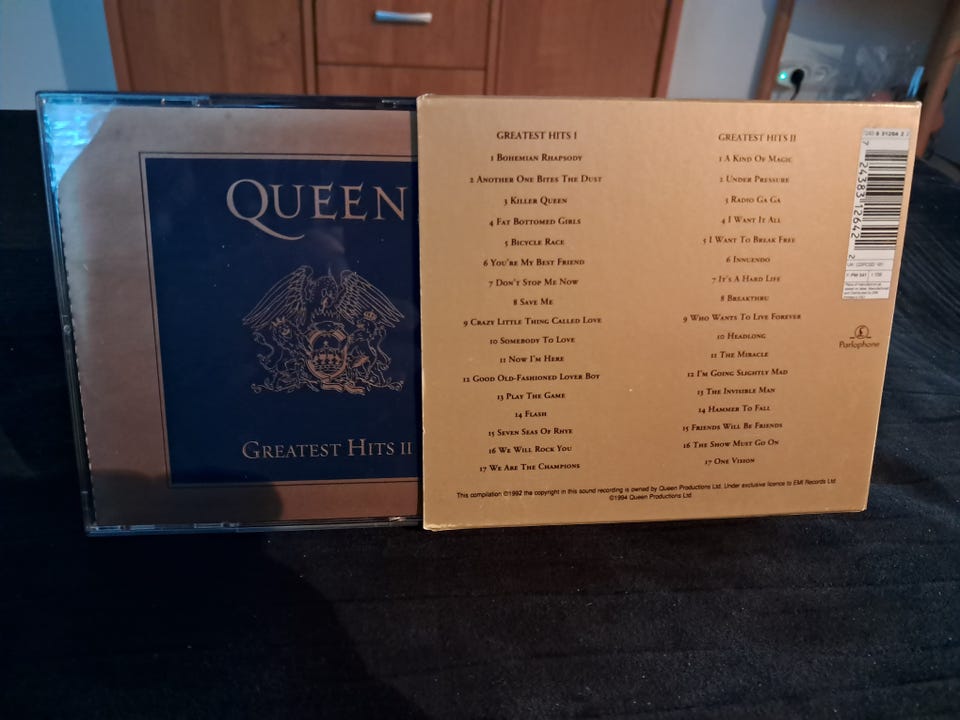 QUEEN
GREATEST HITS II
GREATEST HITS I
1 BOHEMIAN RHAPSODY
2 ANOTHER ONE BITES THE DUST
3 KILLER QUEEN
4 FAT BOTTOMED GIRLS
5 BICYCLE RACE
6 YOU'RE MY BEST FRIEND
7 DON'T STOP ME NOW
8 SAVE ME
9 CRAZY LITTLE THING CALLED LOVE
10 SOMEBODY TO LOVE
11 NOW I'M HERE
12 GOOD OLD-FASHIONED LOVER BOY
13 PLAY THE GAME
14 FLASH
15 SEVEN SEAS OF RHYE
16 WE WILL ROCK YOU
17 WE ARE THE CHAMPIONS
GREATEST HITS II
1 A KIND OF MAGIC
2 UNDER PRESSURE
3 RADIO GA GA
4 I WANT IT ALL
5 I WANT TO BREAK FREE
6 INNUENDO
7 IT'S A HARD LIFE
8 BREAKTHRU
9 WHO WANTS TO LIVE FOREVER
10 HEADLONG
11 THE MIRACLE
12 I'M GOING SLIGHTLY MAD
13 THE INVISIBLE MAN
14 HAMMER TO FALL
15 FRIENDS WILL BE FRIENDS
16 THE SHOW MUST GO ON
17 ONE VISION
This compilation ©1992 the copyright in this sound recording is owned by Queen Productions Ltd. Under exclusive licence to EMI Records Ltd.
©1994 Queen Productions Ltd.
7 24383 12642 2
Parlophone